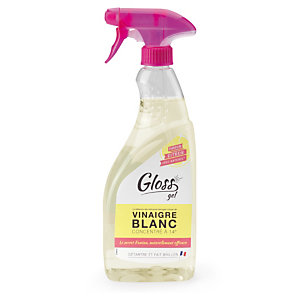 Gloss
gel
VINAIGRE
BLANC
CONCENTRÉ À 14°
Le secret d'antan, naturellement efficace
DÉTARTRE ET FAIT BRILLER